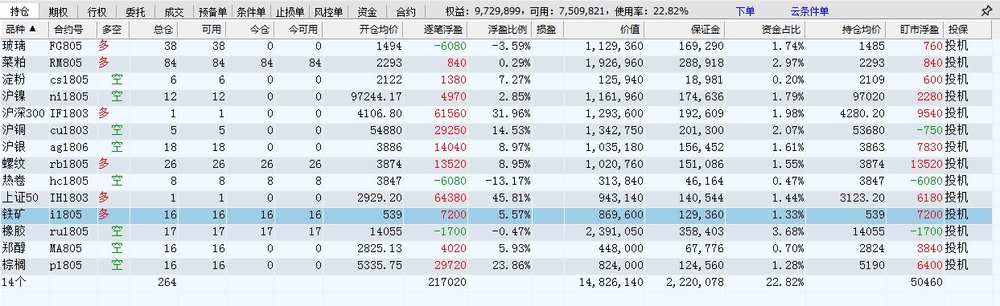 持仓 期权 行权 委托 成交 预备单 条件单 止损单 风控单 资金 合约 权益: 9,729,899, 可用: 7,509,821, 使用率: 22.82% 下单 云条件单
品种▲ 合约号 多空 总仓 可用 今仓 今可用 开仓均价 逐笔浮盈 浮盈比例 损盈 价值 保证金 资金占比 持仓均价 盯市浮盈 投保
玻璃 FG805 多 38 38 0 0 1494 -6080 -3.59% 1,129,360 169,290 1.74% 1485 760 投机
菜粕 RM805 多 84 84 84 84 2293 840 0.29% 1,926,960 288,918 2.97% 2293 840 投机
淀粉 cs1805 空 6 6 0 0 2122 1380 7.27% 125,940 18,981 0.20% 2109 600 投机
沪镍 ni1805 空 12 12 0 0 97244.17 4970 2.85% 1,161,960 174,636 1.79% 97020 2280 投机
沪深300 IF1803 多 1 1 0 0 4106.80 61560 31.96% 1,293,600 192,609 1.98% 4280.20 9540 投机
沪铜 cu1803 空 5 5 0 0 54880 29250 14.53% 1,342,750 201,300 2.07% 53680 -750 投机
沪银 ag1806 空 18 18 0 0 3886 14040 8.97% 1,035,180 156,452 1.61% 3863 7830 投机
螺纹 rb1805 多 26 26 26 26 3874 13520 8.95% 1,020,760 151,086 1.55% 3874 13520 投机
热卷 hc1805 空 8 8 8 8 3847 -6080 -13.17% 313,840 46,164 0.47% 3847 -6080 投机
上证50 IH1803 多 1 1 0 0 2929.20 64380 45.81% 943,140 140,544 1.44% 3123.20 6180 投机
铁矿 i1805 多 16 16 16 16 539 7200 5.57% 869,600 129,360 1.33% 539 7200 投机
橡胶 ru1805 空 17 17 17 17 14055 -1700 -0.47% 2,391,050 358,403 3.68% 14055 -1700 投机
郑醇 MA805 空 16 16 0 0 2825.13 4020 5.93% 448,000 67,776 0.70% 2824 3840 投机
棕榈 p1805 空 16 16 0 0 5335.75 29720 23.86% 824,000 124,560 1.28% 5190 6400 投机
14个 264 217020 14,826,140 2,220,078 22.82% 50460